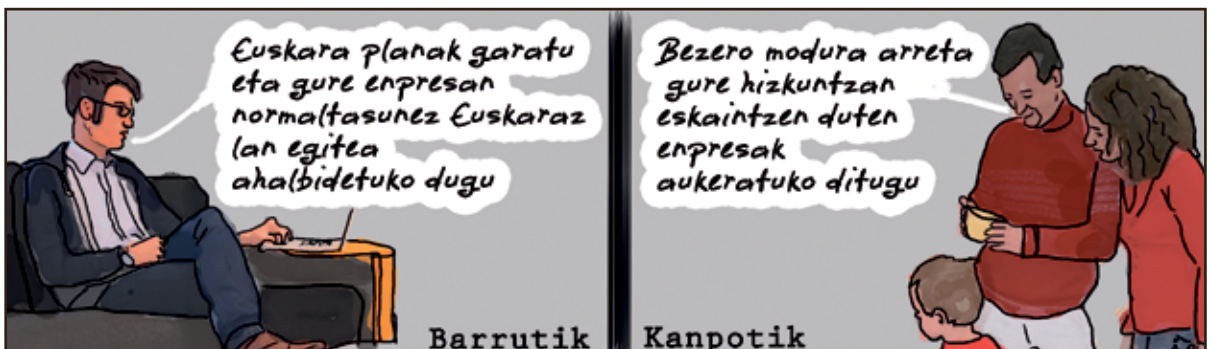 Euskara planak garatu
eta gure enpresan
normaltasunez Euskaraz
lan egitea
ahalbidetuko dugu
Barrutik
Bezero modura arreta
gure hizkuntzan
eskaintzen duten
enpresak
aukeratuko ditugu
Kanpotik